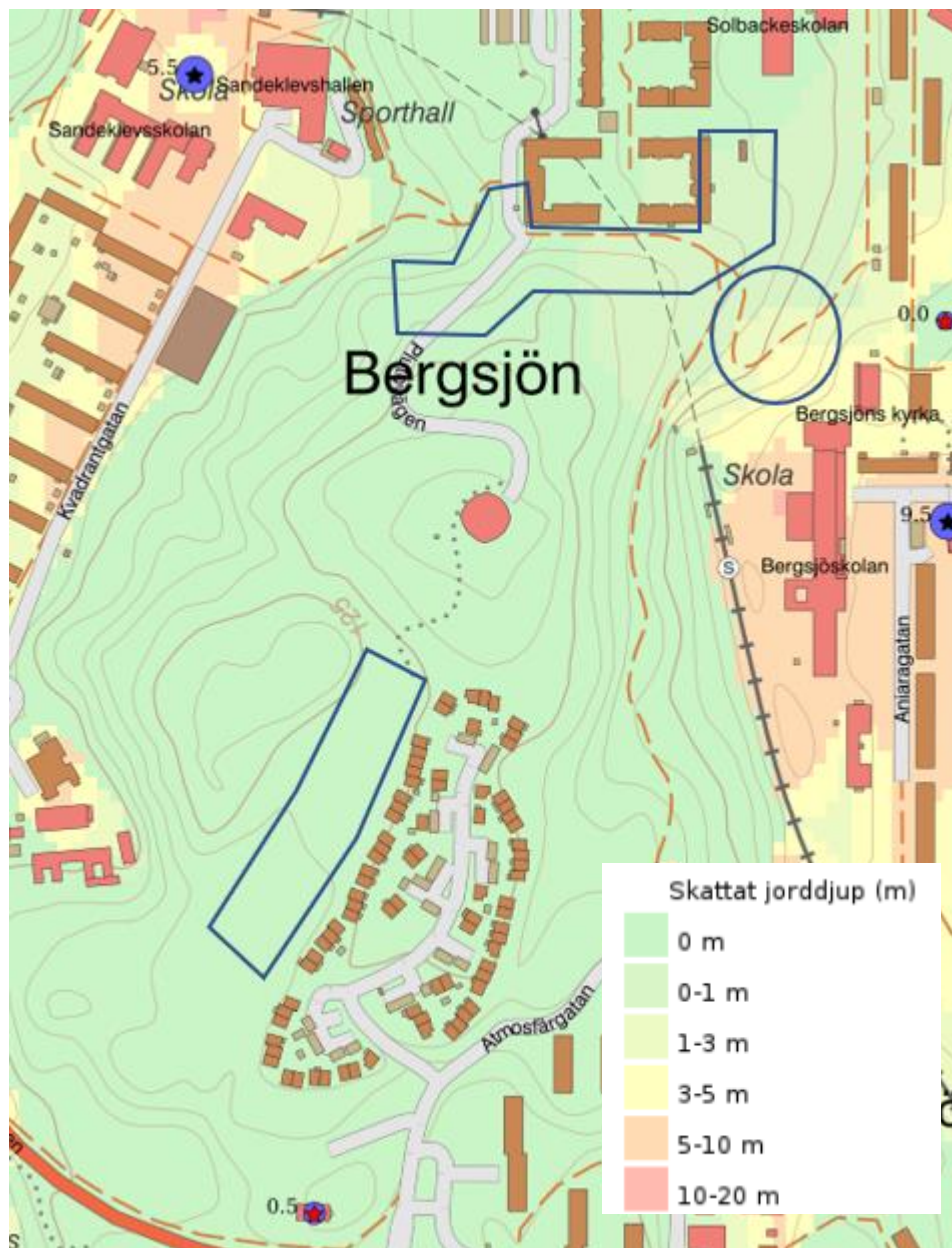 Solbackeskolan
5.5
Skola
Sandeklevshallen
Sporthall
Sandeklevsskolan
0.0
Bergsjön
Bergsjöns kyrka
Kvadrantgatan
Skola
9.5
S
Bergsjöskolan
125
Aniaragatan
Atmosfärgatan
0.5
Skattat jorddjup (m)
0 m
0-1 m
1-3 m
3-5 m
5-10 m
10-20 m